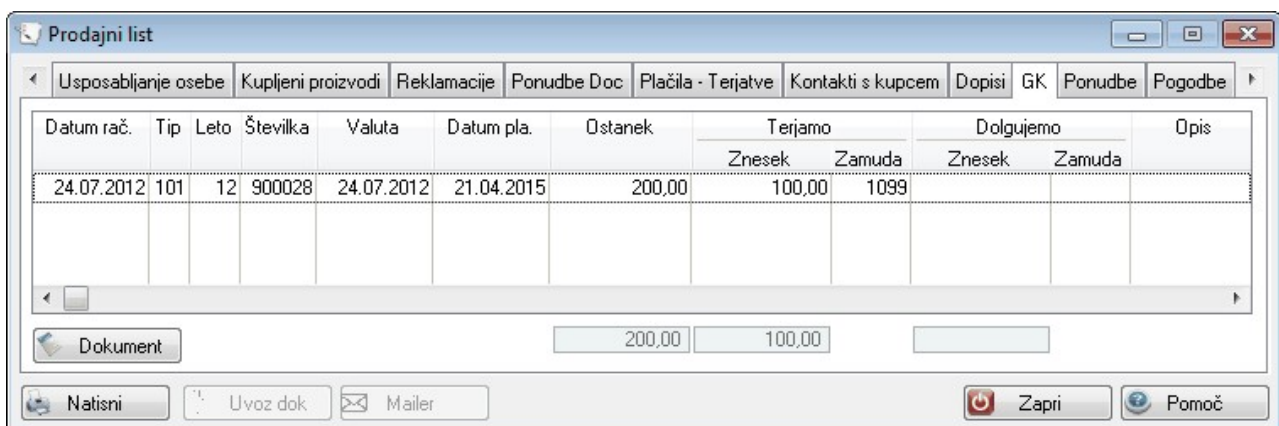 Prodajni list
Usposabljanje osebe Kupljeni proizvodi Reklamacije Ponudbe Doc Plačila - Terjatve Kontakti s kupcem Dopisi GK Ponudbe Pogodbe
Datum rač. Tip Leto Številka Valuta Datum pla. Ostanek Terjamo Dolgujemo Opis
Znesek Zamuda Znesek Zamuda
24.07.2012 101 12 900028 24.07.2012 21.04.2015 200,00 100,00 1099
Dokument 200,00 100,00
Natisni Uvoz dok Mailer Zapri Pomoč